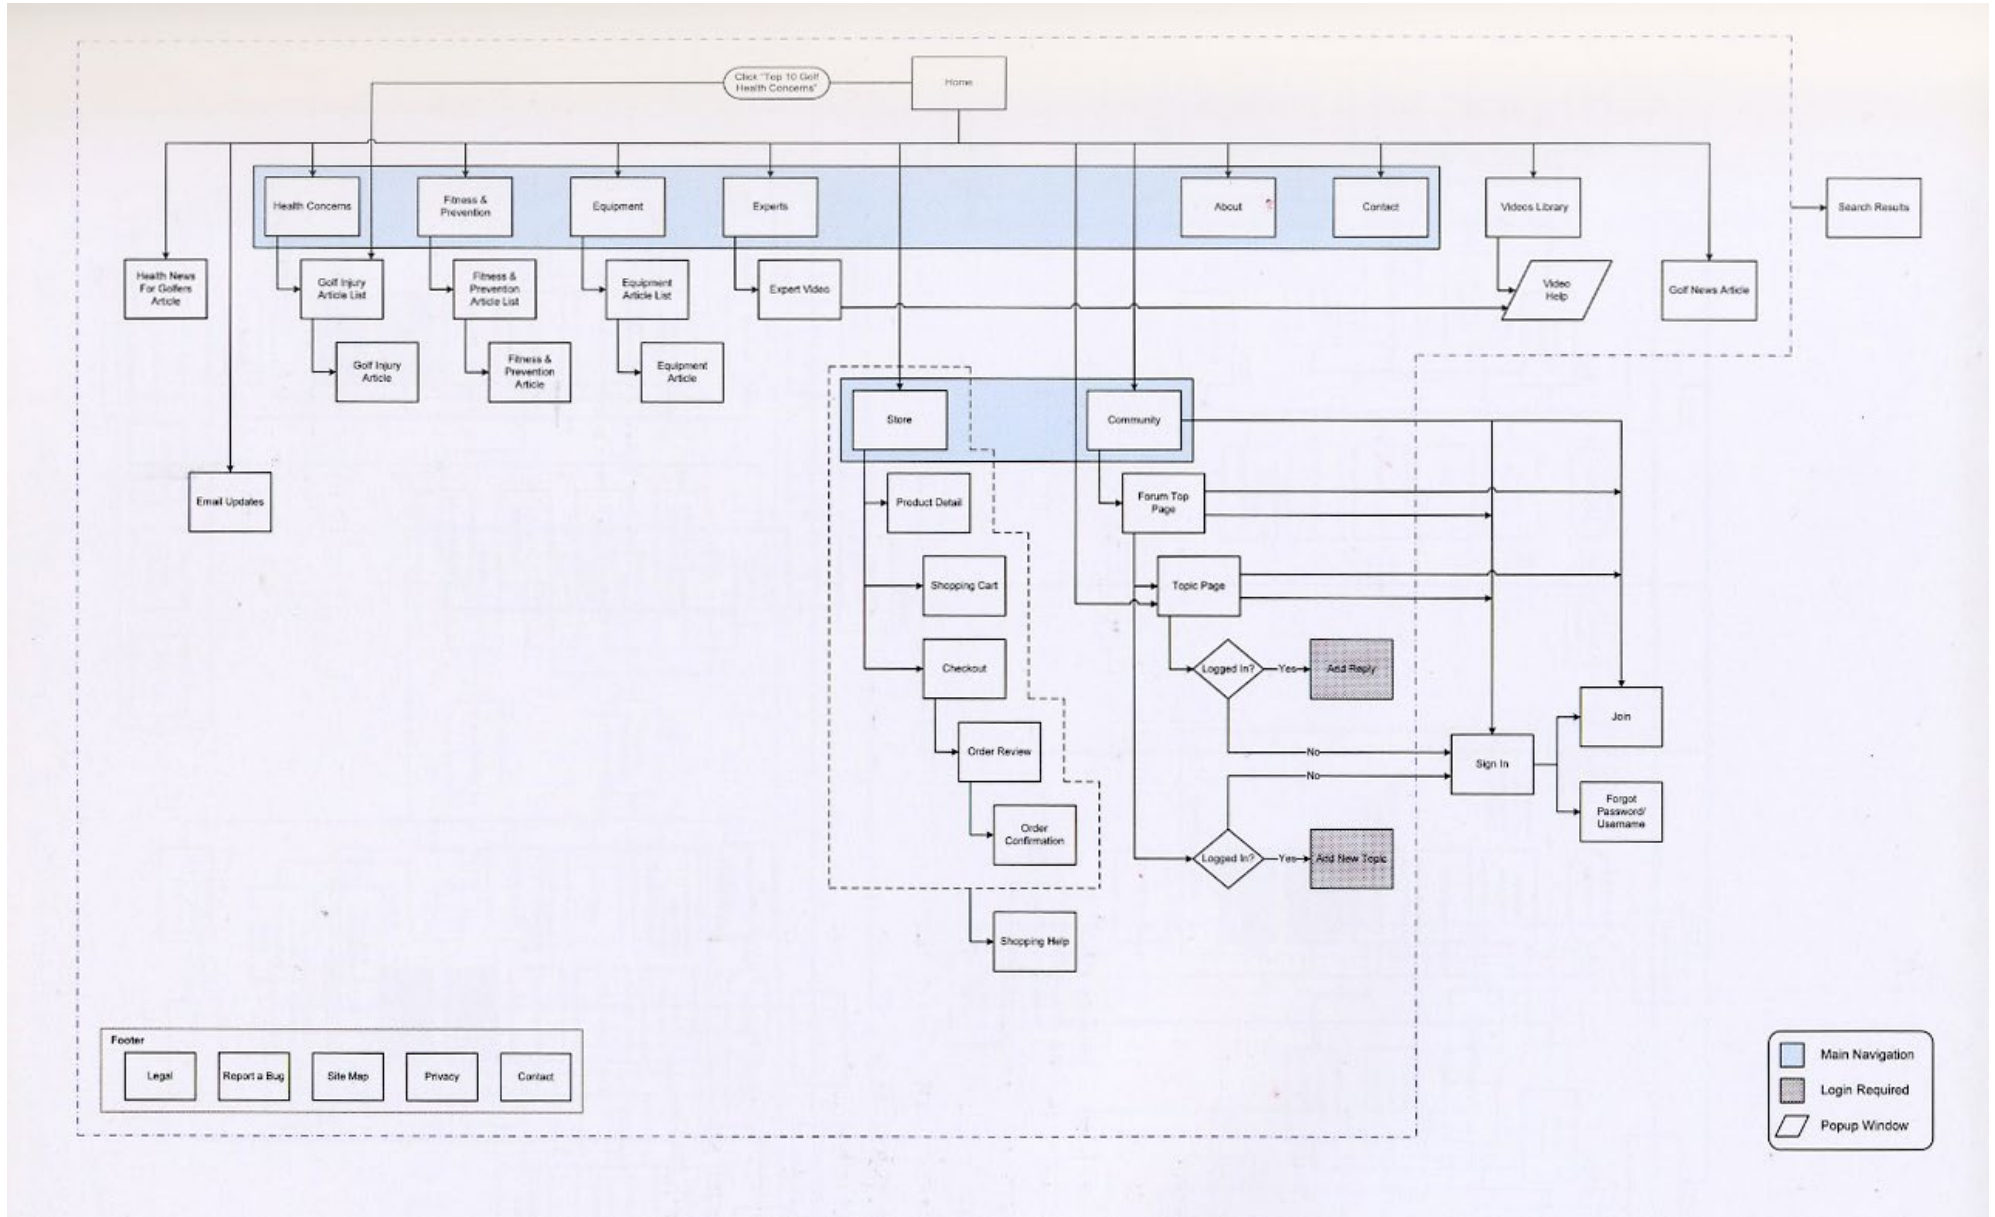 Click "Top 10 Golf
Health Concerns"
Home
Health Concerns
Fitness &
Prevention
Equipment
Experts
About
Contact
Videos Library
Search Results
Health News
For Golfers
Article
Golf Injury
Article List
Fitness &
Prevention
Article List
Equipment
Article List
Expert Video
Video
Help
Golf News Article
Golf Injury
Article
Fitness &
Prevention
Article
Equipment
Article
Store
Community
Email Updates
Product Detail
Forum Top
Page
Shopping Cart
Topic Page
Checkout
Logged In?
Yes
Add Reply
Join
Order Review
No
Sign In
No
Forgot
Password/
Username
Order
Confirmation
Logged In?
Yes
Add New Topic
Shopping Help
Footer
Legal
Report a Bug
Site Map
Privacy
Contact
Main Navigation
Login Required
Popup Window